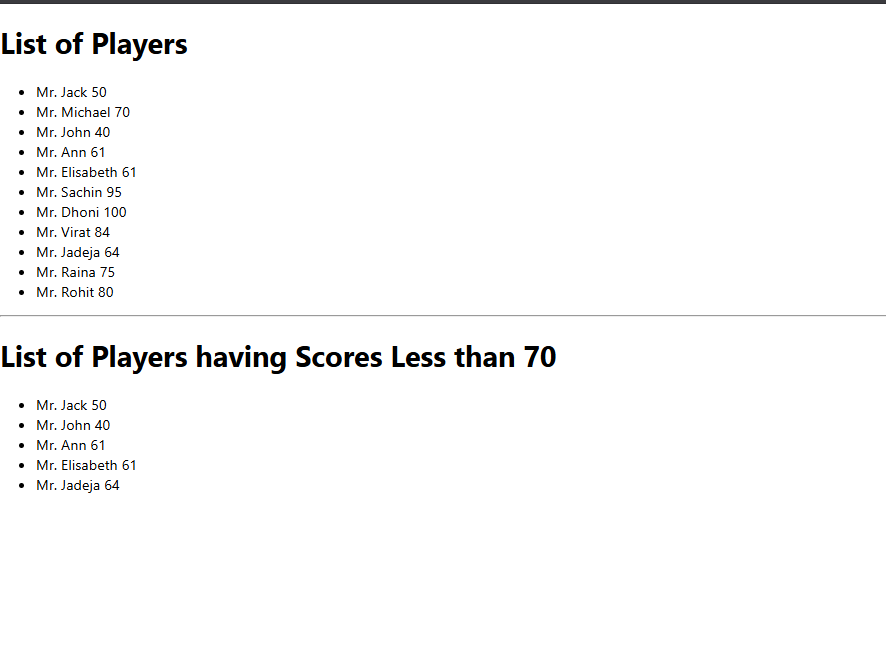 List of Players
Mr. Jack 50
Mr. Michael 70
Mr. John 40
Mr. Ann 61
Mr. Elisabeth 61
Mr. Sachin 95
Mr. Dhoni 100
Mr. Virat 84
Mr. Jadeja 64
Mr. Raina 75
Mr. Rohit 80
List of Players having Scores Less than 70
Mr. Jack 50
Mr. John 40
Mr. Ann 61
Mr. Elisabeth 61
Mr. Jadeja 64